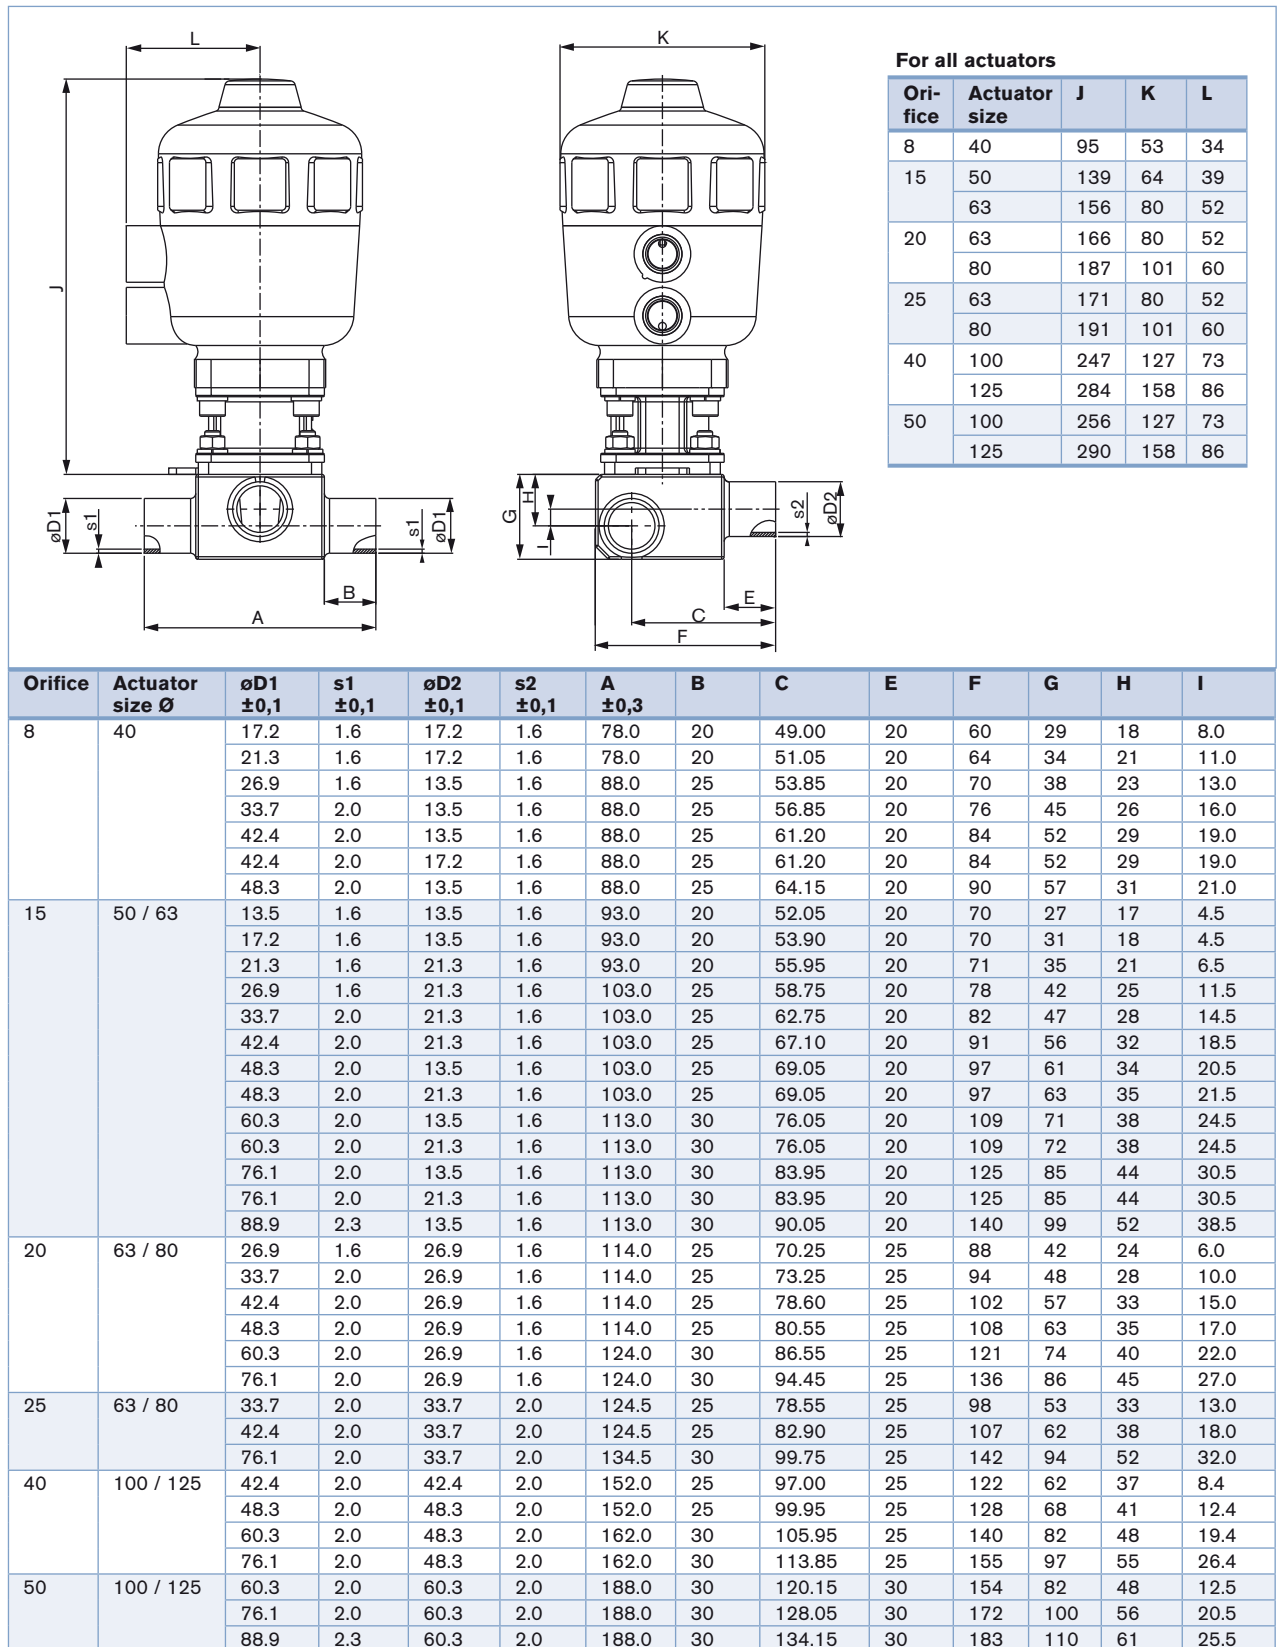 L
K
J
øD1
s1
s1
øD1
B
A
G
H
I
s2
øD2
E
C
F
For all actuators
Ori-fice Actuator size J K L
8 40 95 53 34
15 50 139 64 39
63 156 80 52
20 63 166 80 52
80 187 101 60
25 63 171 80 52
80 191 101 60
40 100 247 127 73
125 284 158 86
50 100 256 127 73
125 290 158 86
Orifice Actuator size Ø øD1 ±0,1 s1 ±0,1 øD2 ±0,1 s2 ±0,1 A ±0,3 B C E F G H I
8 40 17.2 1.6 17.2 1.6 78.0 20 49.00 20 60 29 18 8.0
21.3 1.6 17.2 1.6 78.0 20 51.05 20 64 34 21 11.0
26.9 1.6 13.5 1.6 88.0 25 53.85 20 70 38 23 13.0
33.7 2.0 13.5 1.6 88.0 25 56.85 20 76 45 26 16.0
42.4 2.0 13.5 1.6 88.0 25 61.20 20 84 52 29 19.0
42.4 2.0 17.2 1.6 88.0 25 61.20 20 84 52 29 19.0
48.3 2.0 13.5 1.6 88.0 25 64.15 20 90 57 31 21.0
15 50 / 63 13.5 1.6 13.5 1.6 93.0 20 52.05 20 70 27 17 4.5
17.2 1.6 13.5 1.6 93.0 20 53.90 20 70 31 18 4.5
21.3 1.6 21.3 1.6 93.0 20 55.95 20 71 35 21 6.5
26.9 1.6 21.3 1.6 103.0 25 58.75 20 78 42 25 11.5
33.7 2.0 21.3 1.6 103.0 25 62.75 20 82 47 28 14.5
42.4 2.0 21.3 1.6 103.0 25 67.10 20 91 56 32 18.5
48.3 2.0 13.5 1.6 103.0 25 69.05 20 97 61 34 20.5
48.3 2.0 21.3 1.6 103.0 25 69.05 20 97 63 35 21.5
60.3 2.0 13.5 1.6 113.0 30 76.05 20 109 71 38 24.5
60.3 2.0 21.3 1.6 113.0 30 76.05 20 109 72 38 24.5
76.1 2.0 13.5 1.6 113.0 30 83.95 20 125 85 44 30.5
76.1 2.0 21.3 1.6 113.0 30 83.95 20 125 85 44 30.5
88.9 2.3 13.5 1.6 113.0 30 90.05 20 140 99 52 38.5
20 63 / 80 26.9 1.6 26.9 1.6 114.0 25 70.25 25 88 42 24 6.0
33.7 2.0 26.9 1.6 114.0 25 73.25 25 94 48 28 10.0
42.4 2.0 26.9 1.6 114.0 25 78.60 25 102 57 33 15.0
48.3 2.0 26.9 1.6 114.0 25 80.55 25 108 63 35 17.0
60.3 2.0 26.9 1.6 124.0 30 86.55 25 121 74 40 22.0
76.1 2.0 26.9 1.6 124.0 30 94.45 25 136 86 45 27.0
25 63 / 80 33.7 2.0 33.7 2.0 124.5 25 78.55 25 98 53 33 13.0
42.4 2.0 33.7 2.0 124.5 25 82.90 25 107 62 38 18.0
76.1 2.0 33.7 2.0 134.5 30 99.75 25 142 94 52 32.0
40 100 / 125 42.4 2.0 42.4 2.0 152.0 25 97.00 25 122 62 37 8.4
48.3 2.0 48.3 2.0 152.0 25 99.95 25 128 68 41 12.4
60.3 2.0 48.3 2.0 162.0 30 105.95 25 140 82 48 19.4
76.1 2.0 48.3 2.0 162.0 30 113.85 25 155 97 55 26.4
50 100 / 125 60.3 2.0 60.3 2.0 188.0 30 120.15 30 154 82 48 12.5
76.1 2.0 60.3 2.0 188.0 30 128.05 30 172 100 56 20.5
88.9 2.3 60.3 2.0 188.0 30 134.15 30 183 110 61 25.5